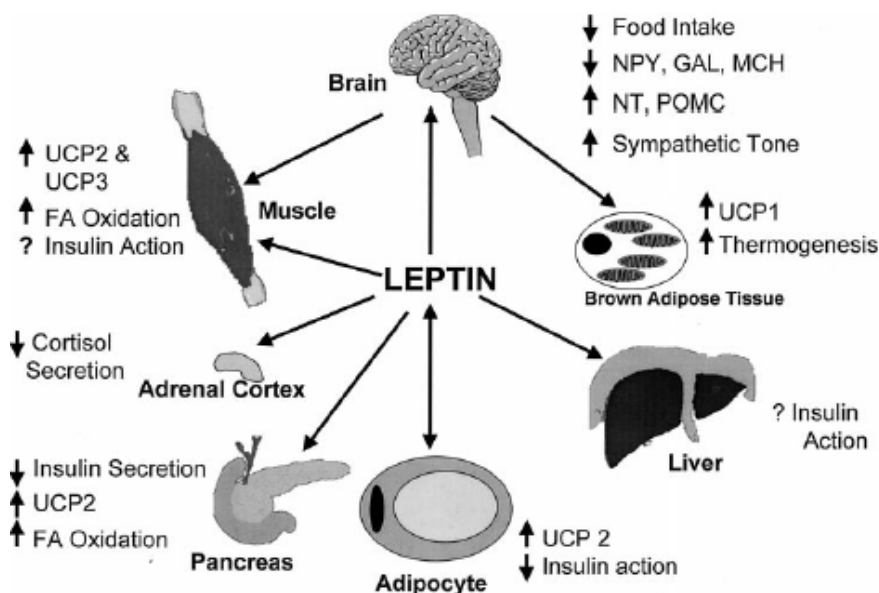 Brain
↓ Food Intake
↓ NPY, GAL, MCH
↑ NT, POMC
↑ Sympathetic Tone
↑ UCP2 &
UCP3
↑ FA Oxidation
? Insulin Action
Muscle
↑ UCP1
↑ Thermogenesis
Brown Adipose Tissue
LEPTIN
↓ Cortisol
Secretion
Adrenal Cortex
? Insulin
Action
Liver
↓ Insulin Secretion
↑ UCP2
↑ FA Oxidation
Pancreas
↑ UCP 2
↓ Insulin action
Adipocyte